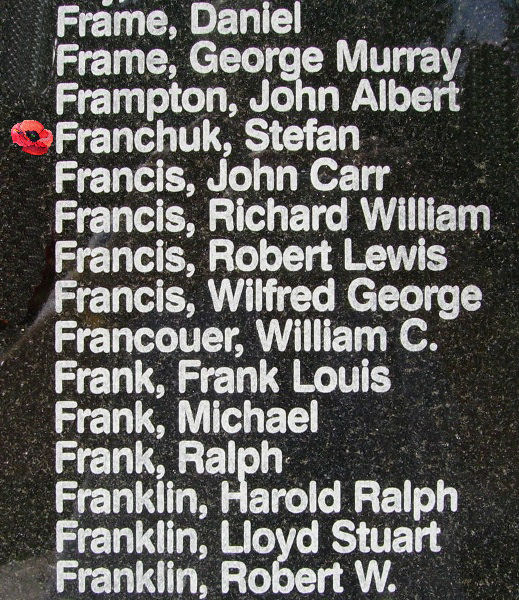 Frame, Daniel
Frame, George Murray
Frampton, John Albert
Franchuk, Stefan
Francis, John Carr
Francis, Richard William
Francis, Robert Lewis
Francis, Wilfred George
Francouer, William C.
Frank, Frank Louis
Frank, Michael
Frank, Ralph
Franklin, Harold Ralph
Franklin, Lloyd Stuart
Franklin, Robert W.